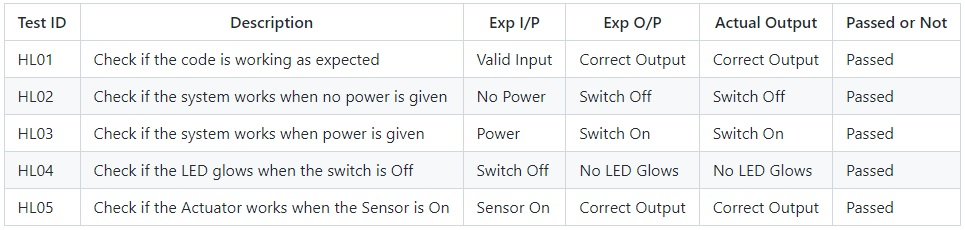 Test ID Description Exp I/P Exp O/P Actual Output Passed or Not
HL01 Check if the code is working as expected Valid Input Correct Output Correct Output Passed
HL02 Check if the system works when no power is given No Power Switch Off Switch Off Passed
HL03 Check if the system works when power is given Power Switch On Switch On Passed
HL04 Check if the LED glows when the switch is Off Switch Off No LED Glows No LED Glows Passed
HL05 Check if the Actuator works when the Sensor is On Sensor On Correct Output Correct Output Passed